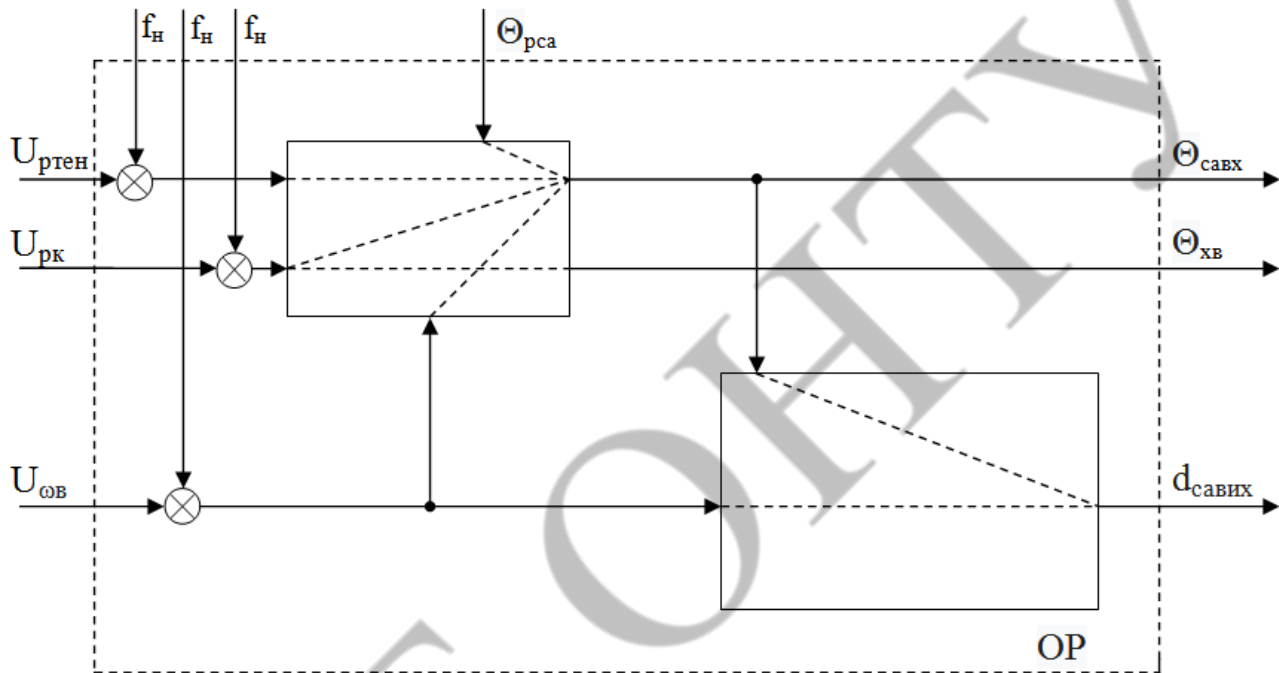 fн fн fн Θрса
Uртен Θсавх
Uрк Θхв
Uωв dсавих
ОР
ОНТУ